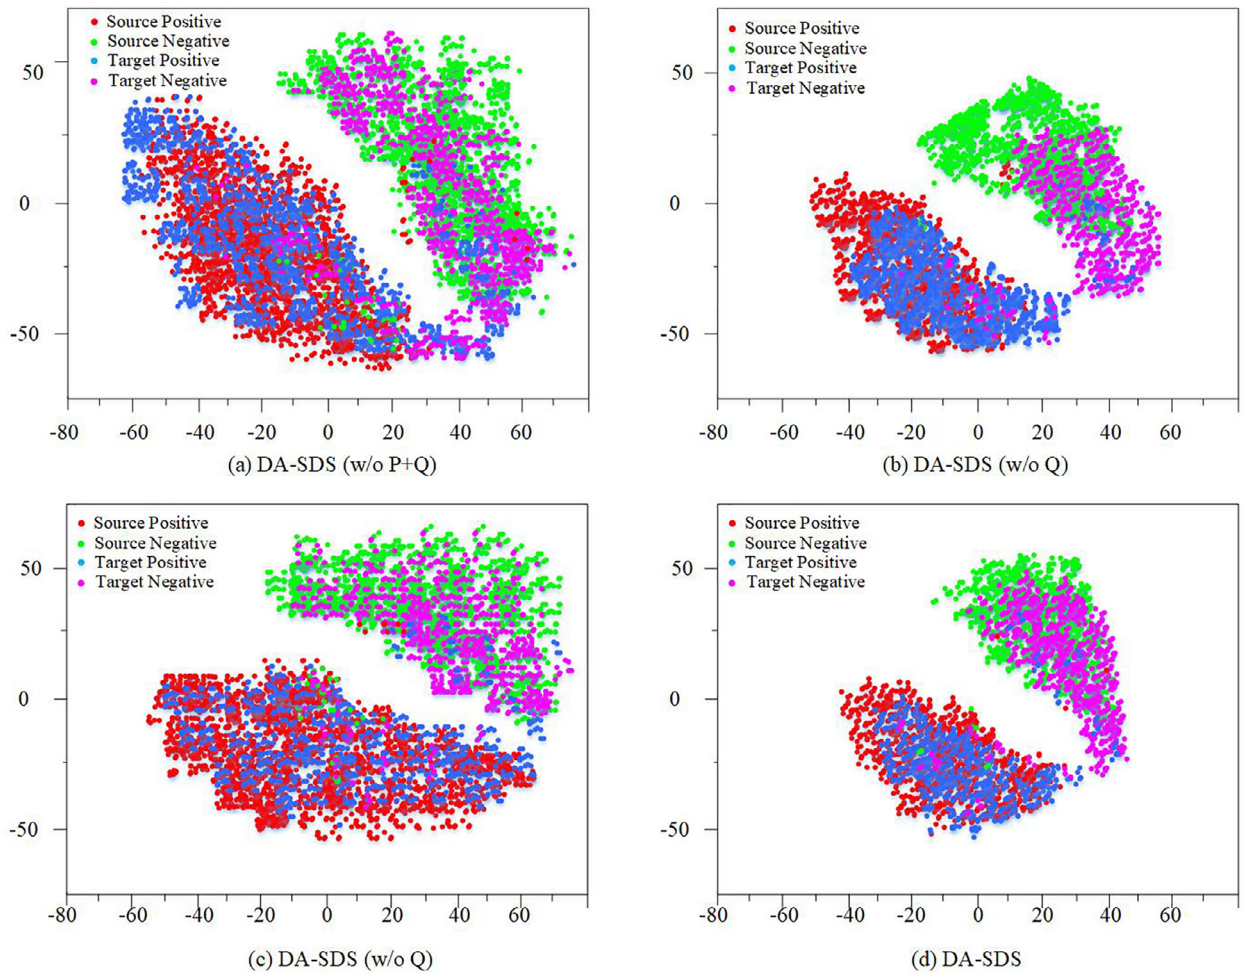 Source Positive
Source Negative
Target Positive
Target Negative
50
0
-50
-80 -60 -40 -20 0 20 40 60
(a) DA-SDS (w/o P+Q)
Source Positive
Source Negative
Target Positive
Target Negative
50
0
-50
-80 -60 -40 -20 0 20 40 60
(b) DA-SDS (w/o Q)
Source Positive
Source Negative
Target Positive
Target Negative
50
0
-50
-80 -60 -40 -20 0 20 40 60
(c) DA-SDS (w/o Q)
Source Positive
Source Negative
Target Positive
Target Negative
50
0
-50
-80 -60 -40 -20 0 20 40 60
(d) DA-SDS